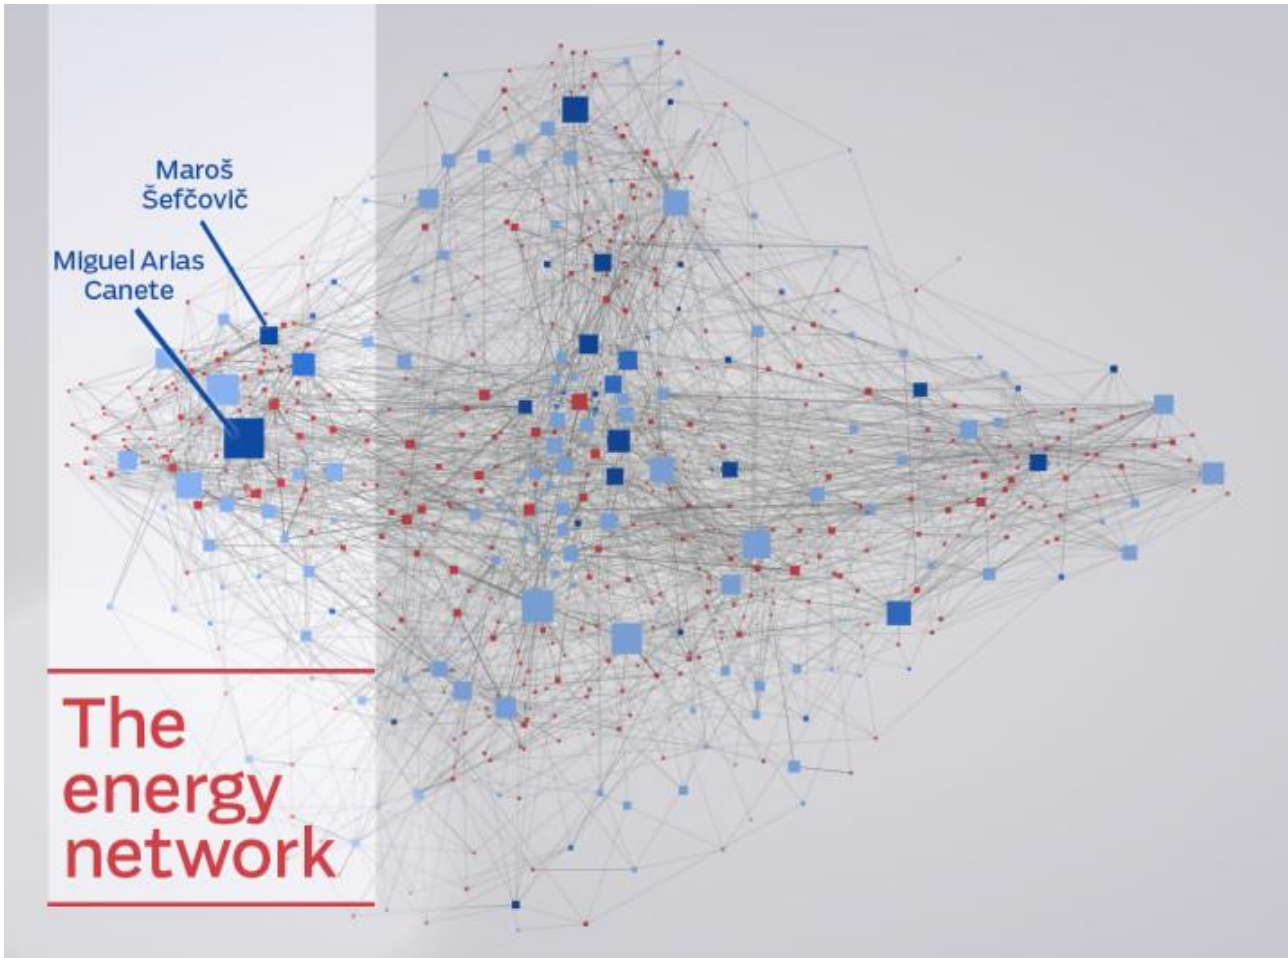 Maroš
Šefčovič
Miguel Arias
Canete
The
energy
network